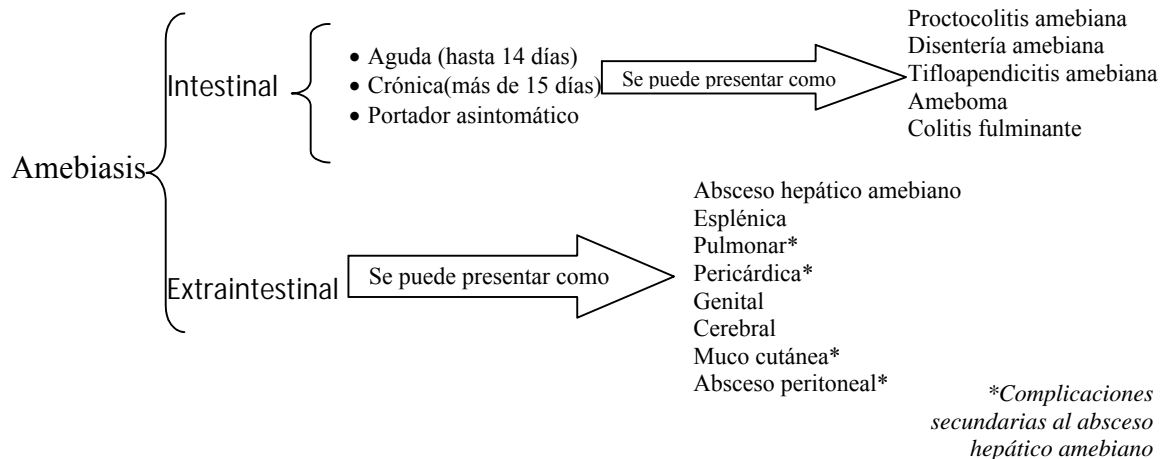 Amebiasis
Intestinal
• Aguda (hasta 14 días)
• Crónica(más de 15 días)
• Portador asintomático
Se puede presentar como
Proctocolitis amebiana
Disentería amebiana
Tifloapendicitis amebiana
Ameboma
Colitis fulminante
Extraintestinal
Se puede presentar como
Absceso hepático amebiano
Esplénica
Pulmonar*
Pericárdica*
Genital
Cerebral
Muco cutánea*
Absceso peritoneal*
*Complicaciones
secundarias al absceso
hepático amebiano